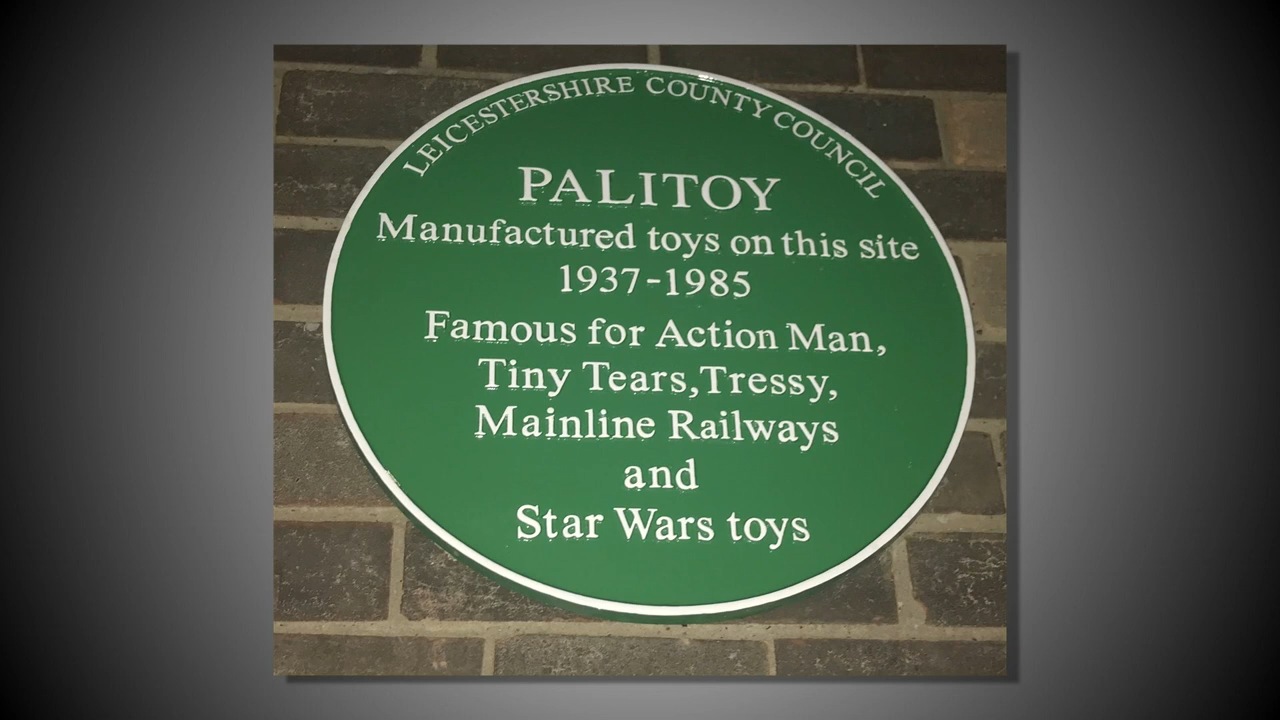 LEICESTERSHIRE COUNTY COUNCIL
PALITOY
Manufactured toys on this site
1937-1985
Famous for Action Man,
Tiny Tears, Tressy,
Mainline Railways
and
Star Wars toys